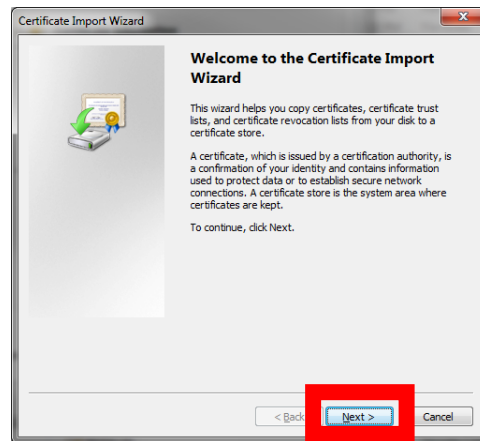 Certificate Import Wizard
Welcome to the Certificate Import
Wizard
This wizard helps you copy certificates, certificate trust
lists, and certificate revocation lists from your disk to a
certificate store.
A certificate, which is issued by a certification authority, is
a confirmation of your identity and contains information
used to protect data or to establish secure network
connections. A certificate store is the system area where
certificates are kept.
To continue, click Next.
< Back Next > Cancel